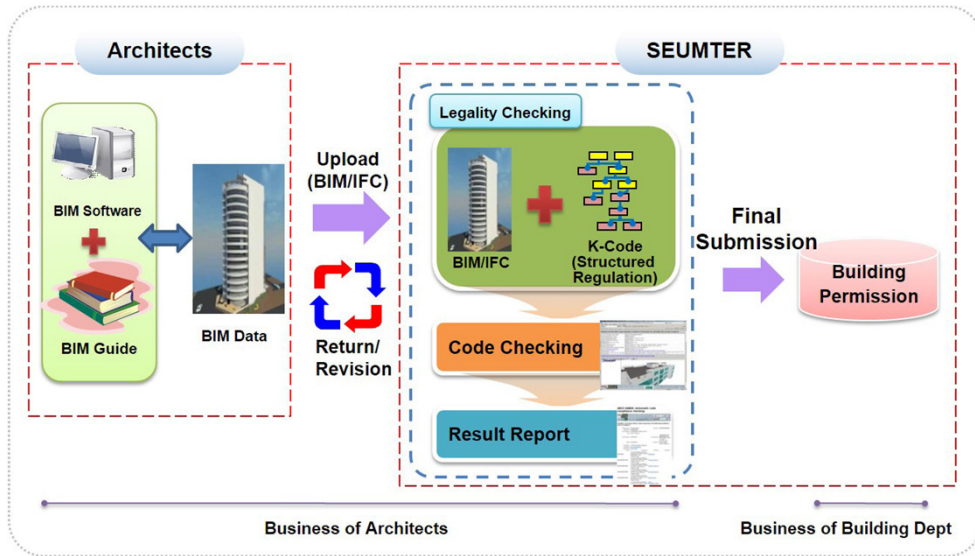 Architects
SEUMTER
Legality Checking
BIM Software
BIM Guide
BIM Data
Upload
(BIM/IFC)
Return/
Revision
BIM/IFC
K-Code
(Structured
Regulation)
Code Checking
Result Report
Final
Submission
Building
Permission
Business of Architects
Business of Building Dept